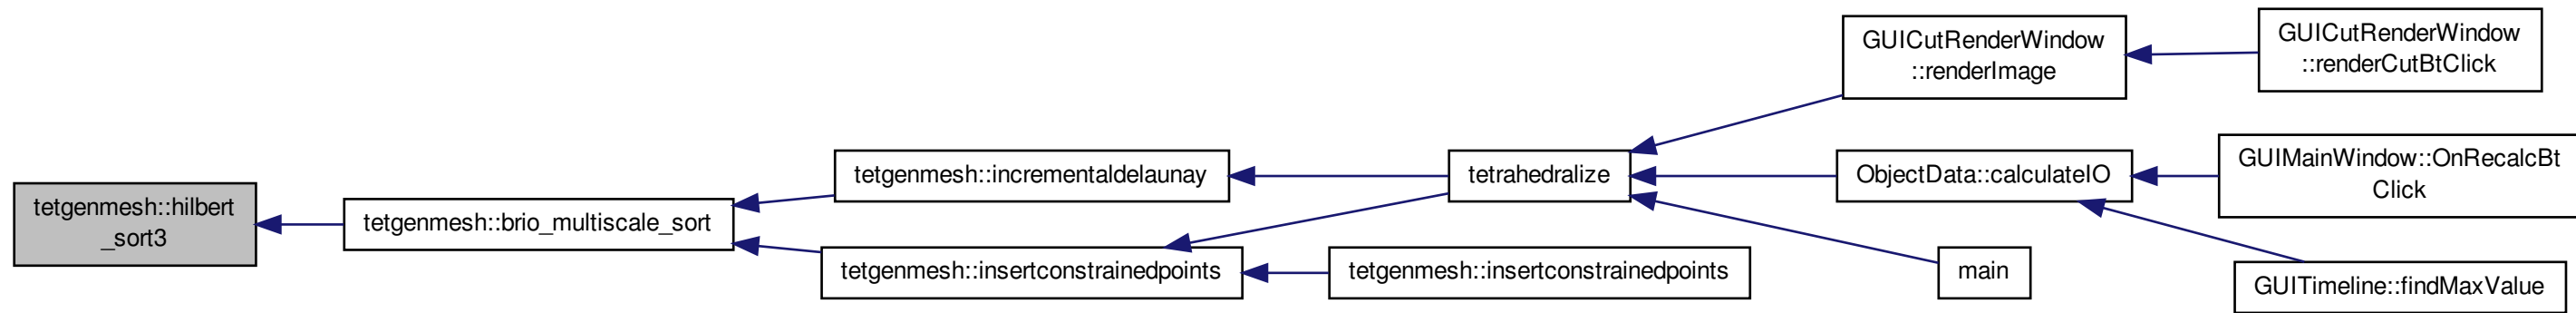 tetgenmesh::hilbert
_sort3
tetgenmesh::brio_multiscale_sort
tetgenmesh::incrementaldelaunay
tetgenmesh::insertconstrainedpoints
tetrahedralize
tetgenmesh::insertconstrainedpoints
GUICutRenderWindow
::renderImage
ObjectData::calculateIO
main
GUICutRenderWindow
::renderCutBtClick
GUIMainWindow::OnRecalcBt
Click
GUITimeline::findMaxValue